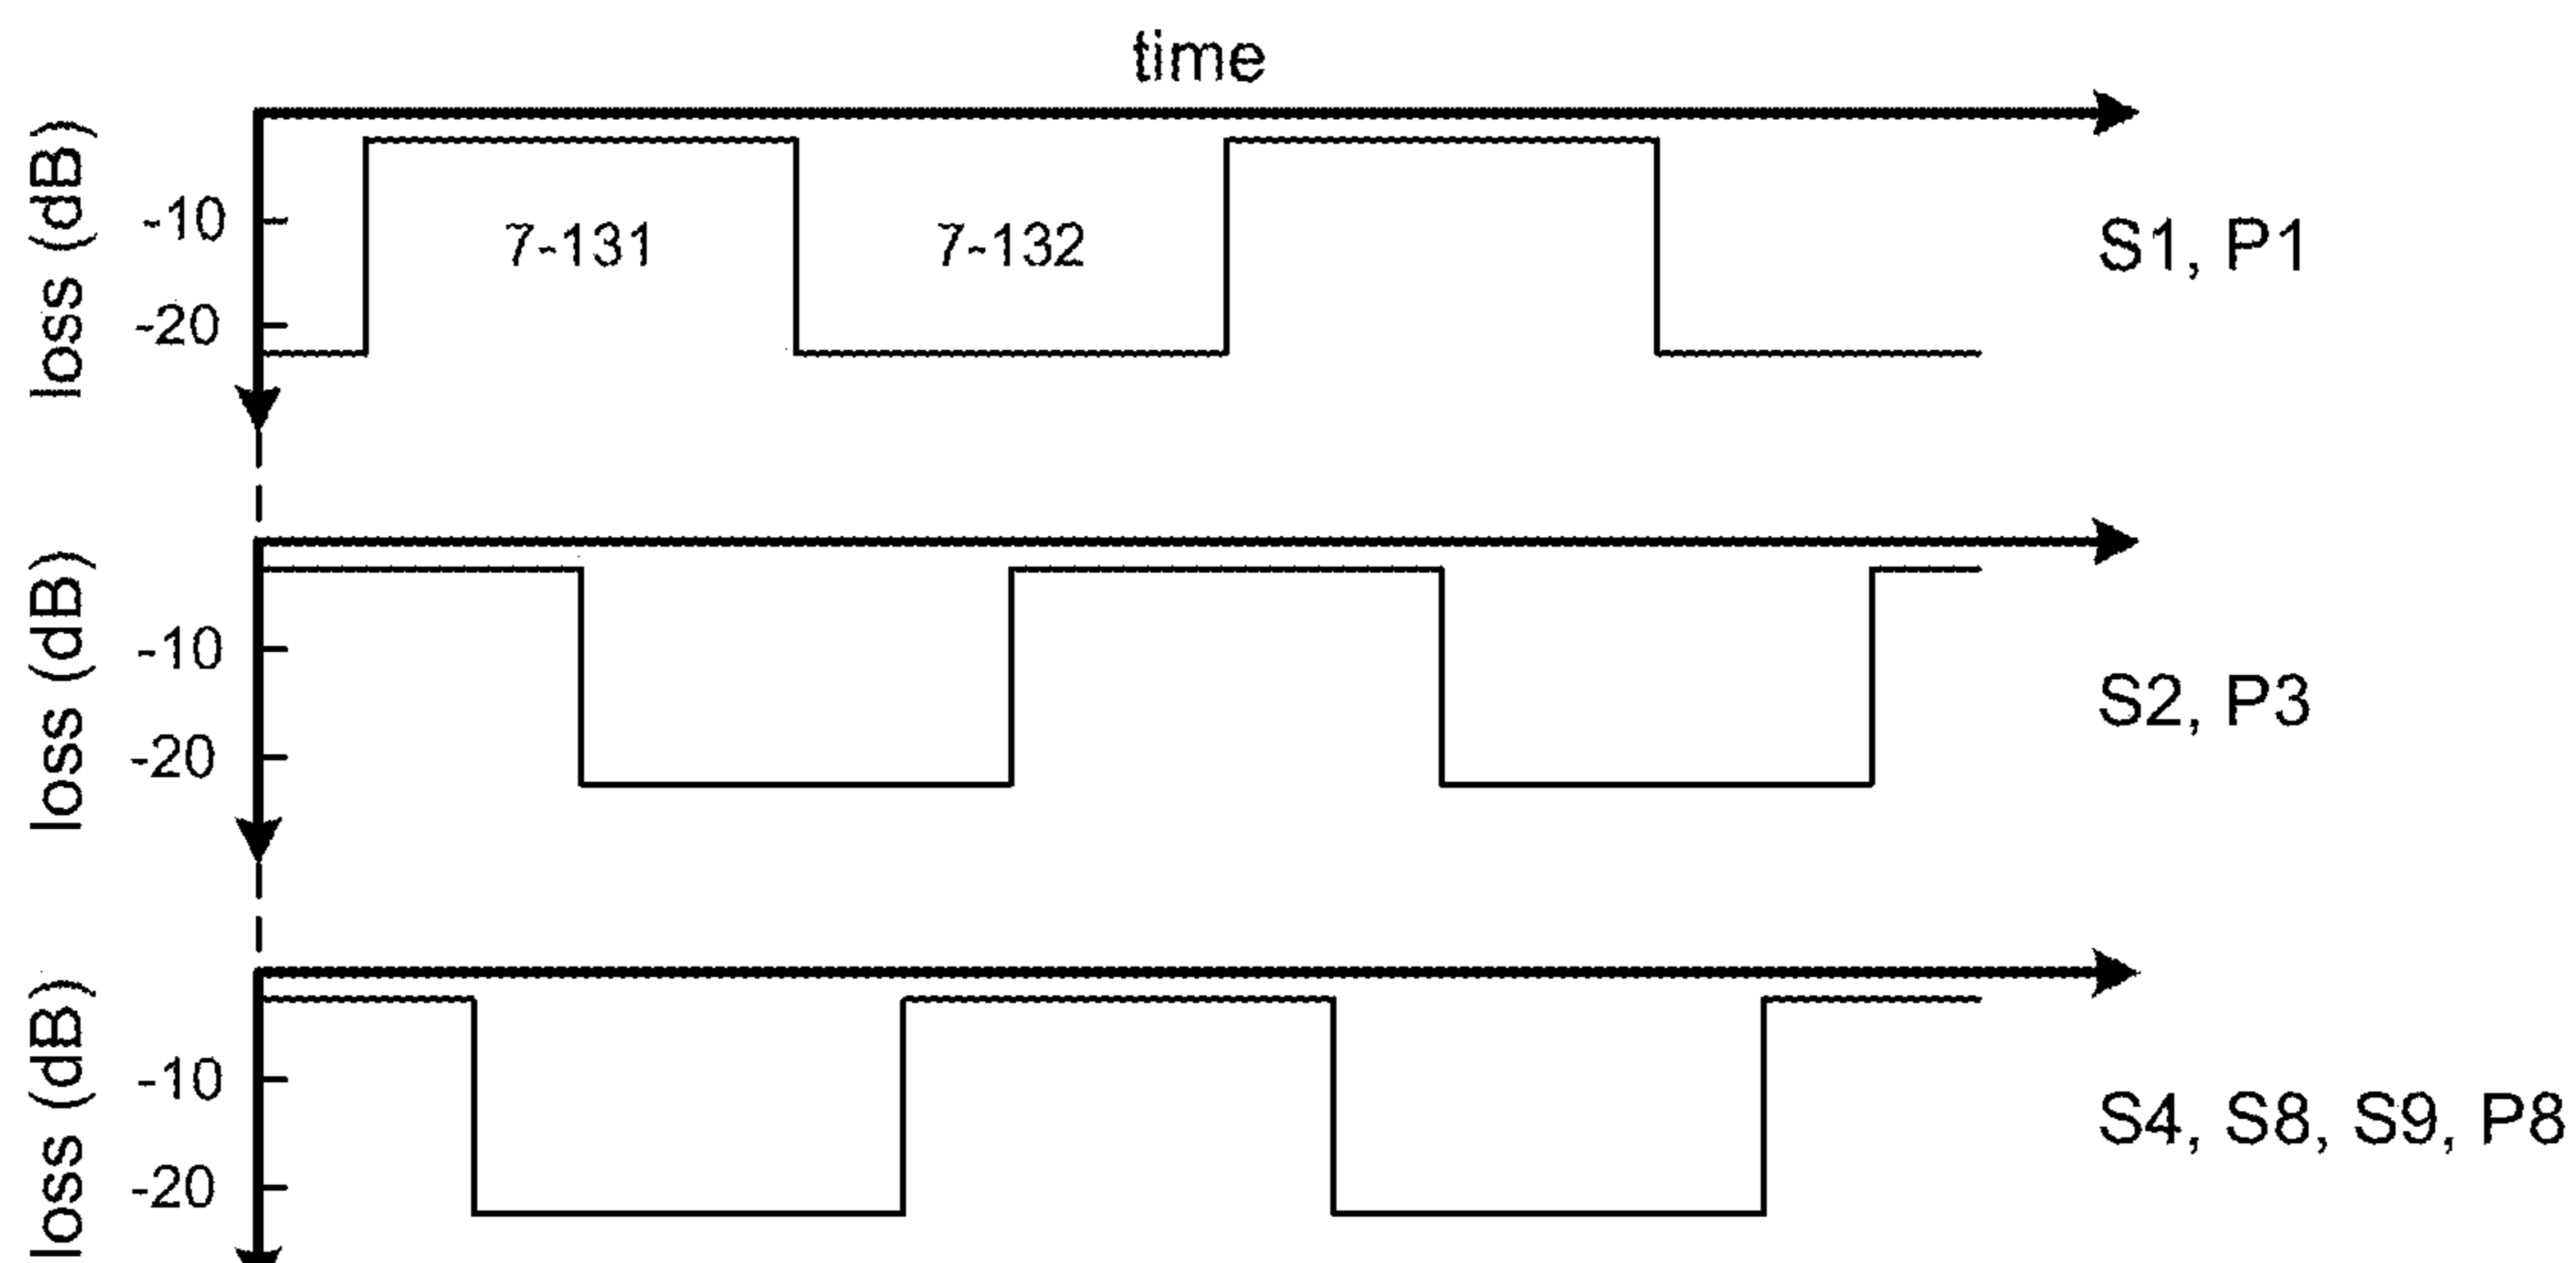 time
loss (dB)
-10
-20
7-131
7-132
S1, P1
loss (dB)
-10
-20
S2, P3
loss (dB)
-10
-20
S4, S8, S9, P8